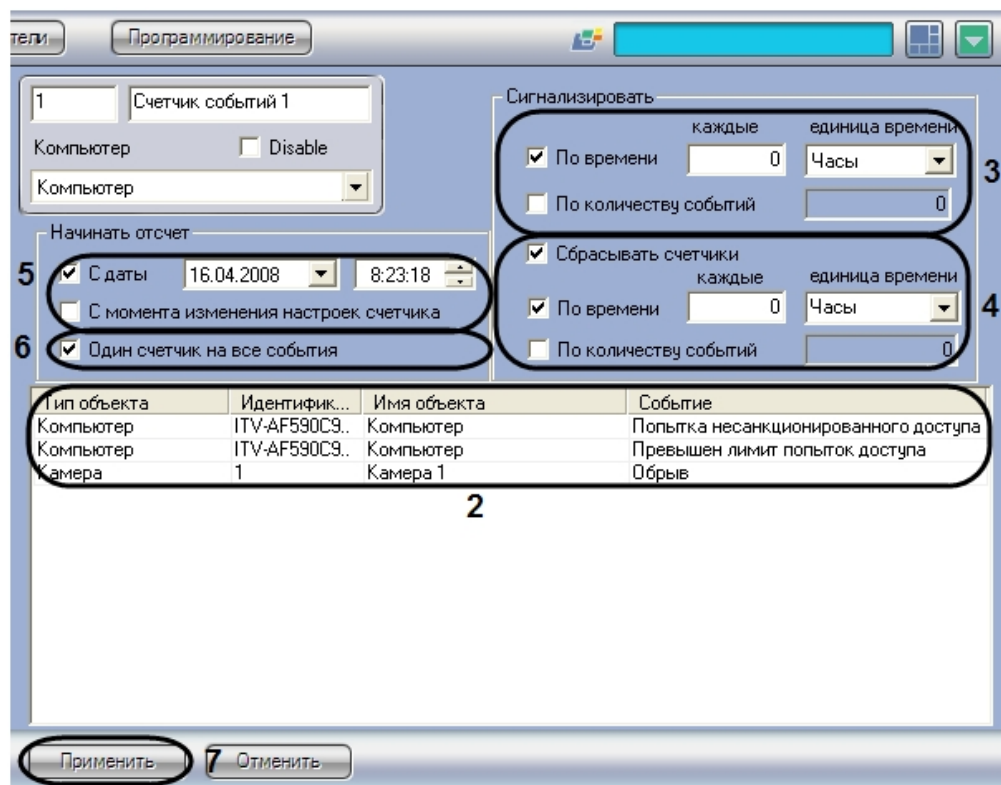 тели Программирование
1 Счетчик событий 1
Компьютер Disable
Компьютер
Сигнализировать
каждые единица времени
По времени 0 Часы
По количеству событий 0
3
Сбрасывать счетчики
каждые единица времени
По времени 0 Часы
По количеству событий 0
4
Начинать отсчет
5 С даты 16.04.2008 8:23:18
С момента изменения настроек счетчика
6 Один счетчик на все события
Тип объекта Идентифик... Имя объекта Событие
Компьютер ITV-AF590C9.. Компьютер Попытка несанкционированного доступа
Компьютер ITV-AF590C9.. Компьютер Превышен лимит попыток доступа
Камера 1 Камера 1 Обрыв
2
Применить 7 Отменить